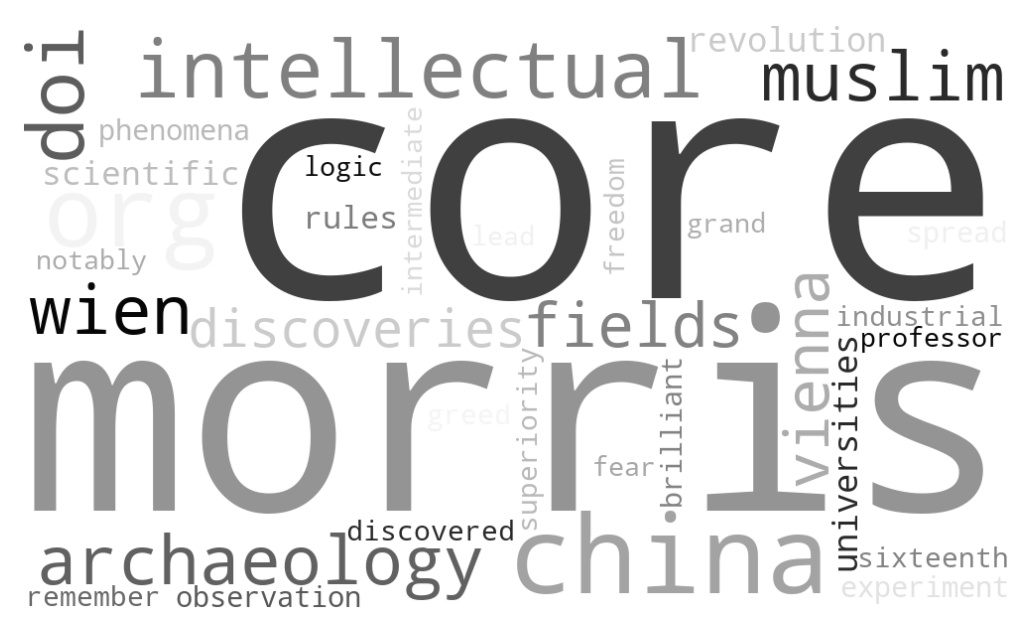 doi
intellectual
revolution
muslim
phenomena
scientific
core
logic
intermediate
org
rules
lead
freedom
grand
spread
notably
wien
discoveries
fields
vienna
industrial
professor
morris
greed
superiority
fear
brilliant
universities
discovered
archaeology
china
sixteenth
remember
observation
experiment